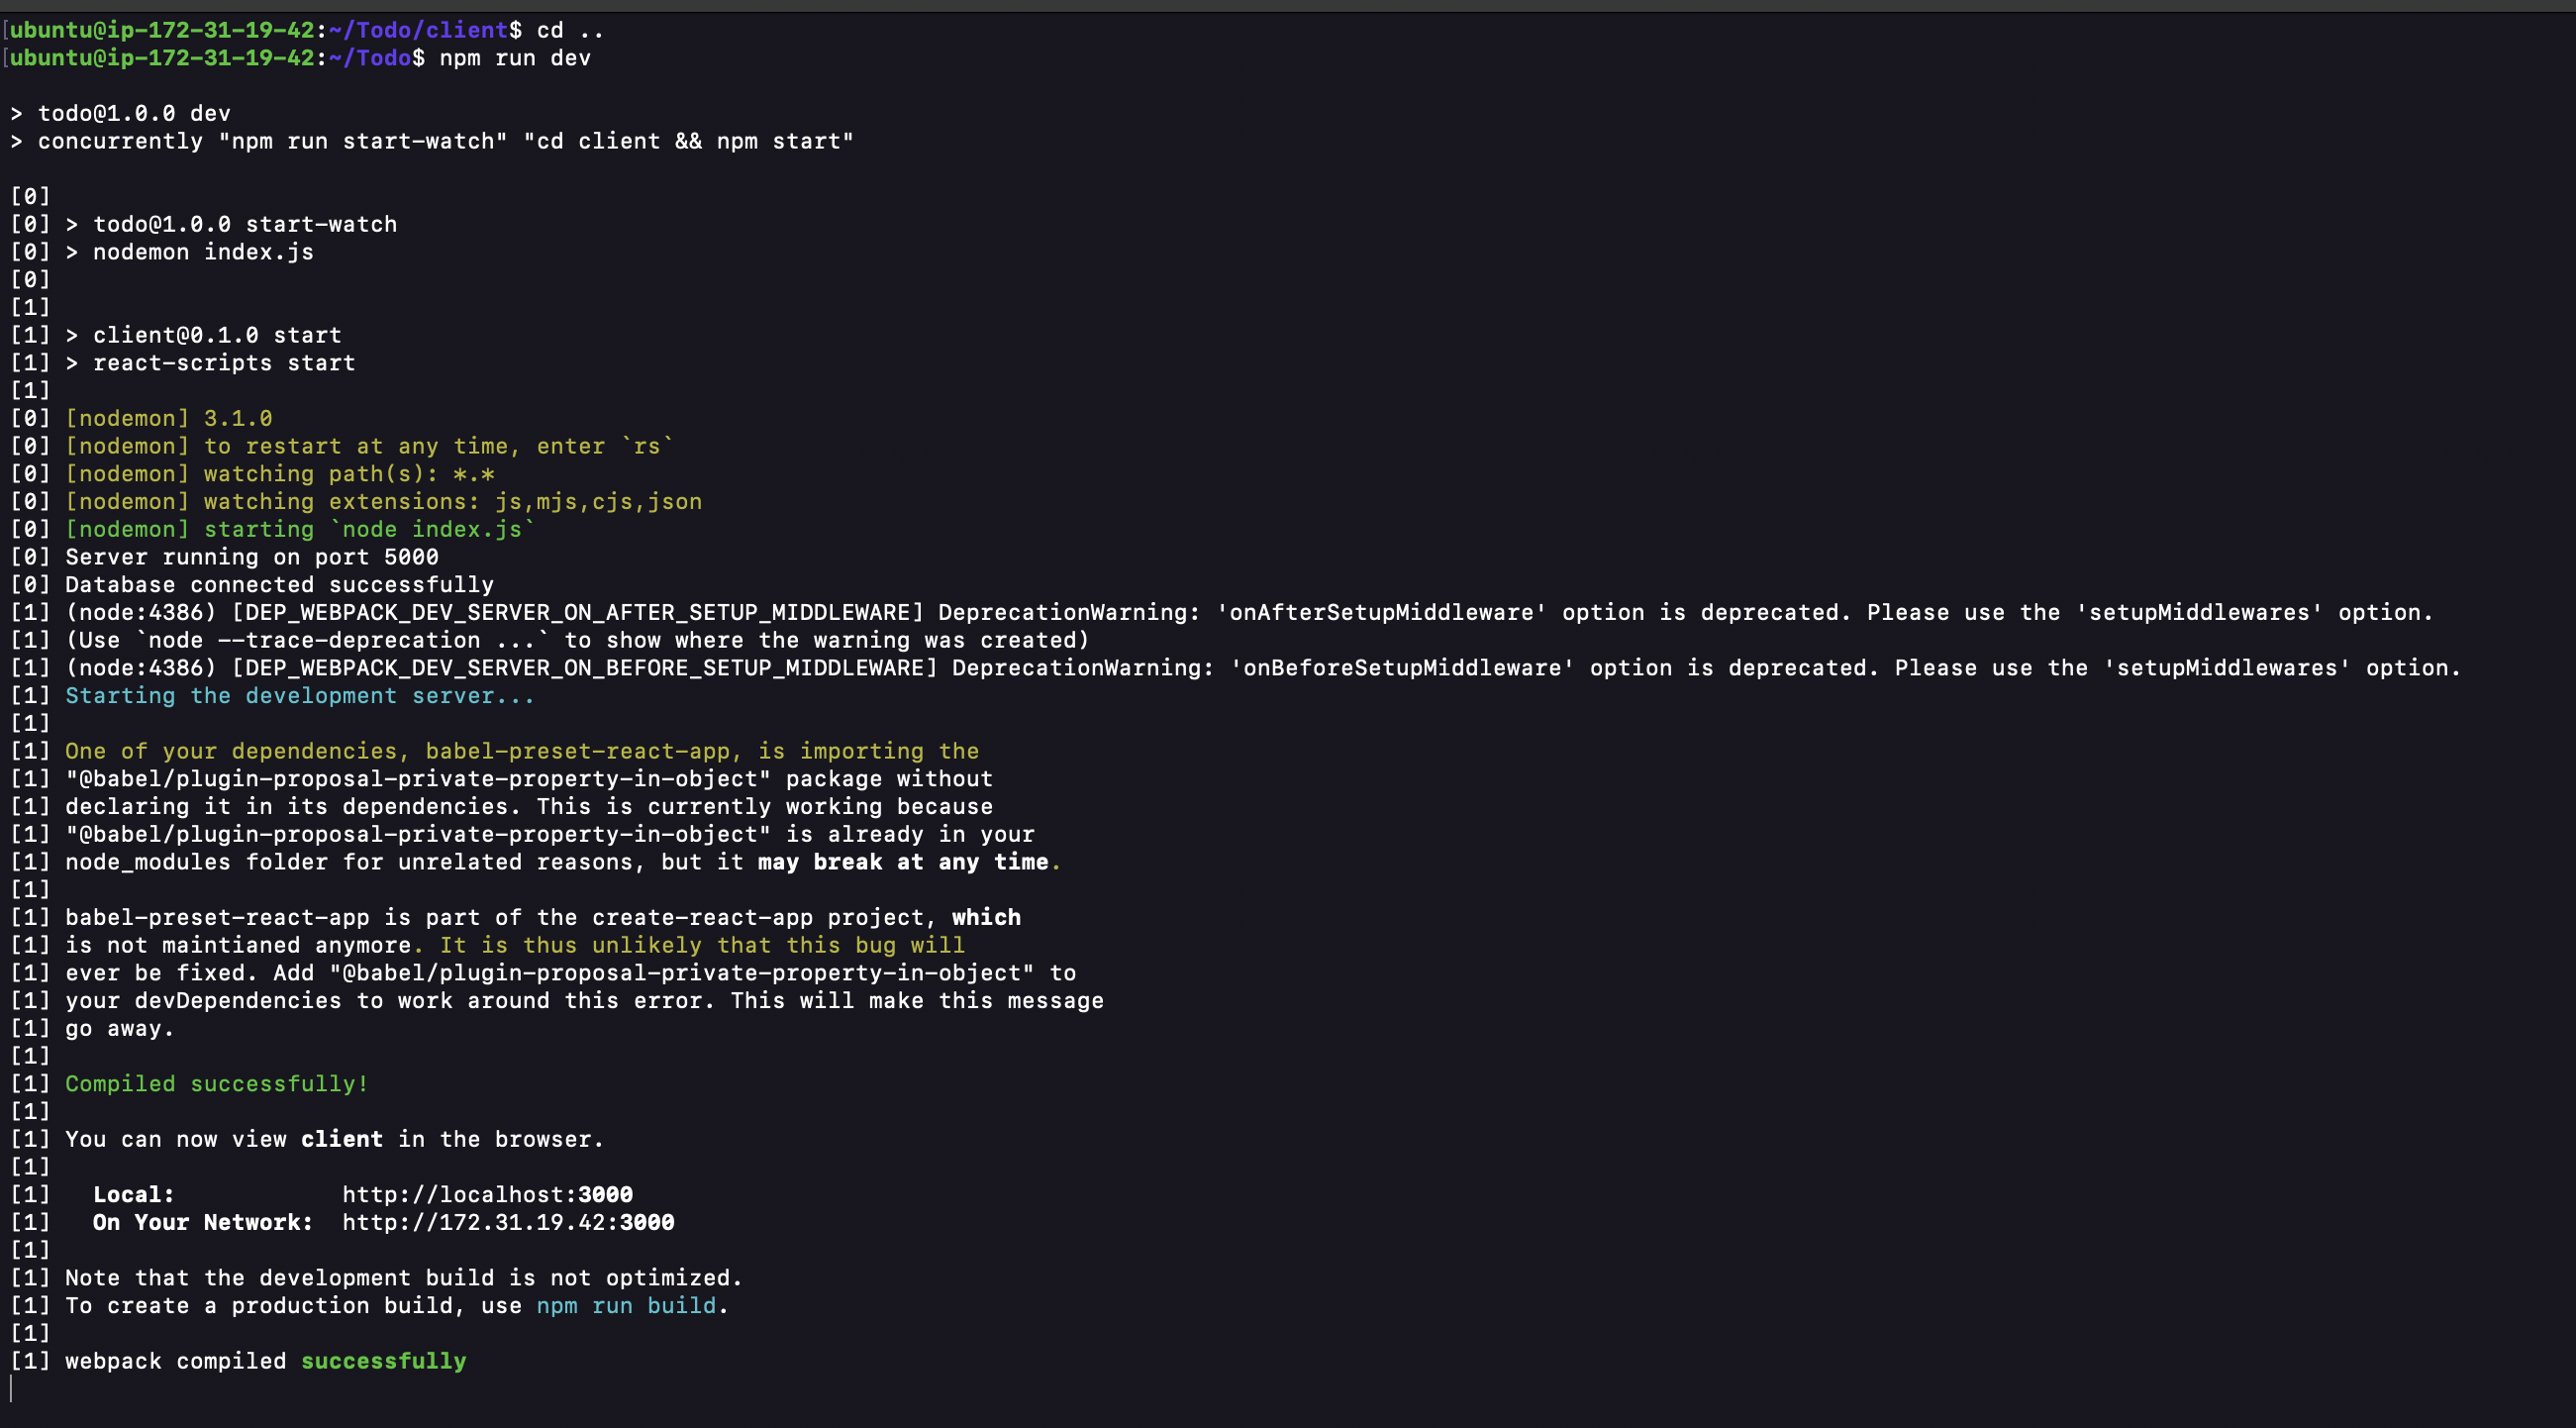 [ubuntu@ip-172-31-19-42:~/Todo/client$ cd ..
[ubuntu@ip-172-31-19-42:~/Todo$ npm run dev
> todo@1.0.0 dev
> concurrently "npm run start-watch" "cd client && npm start"
[0]
[0] > todo@1.0.0 start-watch
[0] > nodemon index.js
[0]
[1]
[1] > client@0.1.0 start
[1] > react-scripts start
[1]
[0] [nodemon] 3.1.0
[0] [nodemon] to restart at any time, enter `rs`
[0] [nodemon] watching path(s): *.*
[0] [nodemon] watching extensions: js,mjs,cjs,json
[0] [nodemon] starting `node index.js`
[0] Server running on port 5000
[0] Database connected successfully
[1] (node:4386) [DEP_WEBPACK_DEV_SERVER_ON_AFTER_SETUP_MIDDLEWARE] DeprecationWarning: 'onAfterSetupMiddleware' option is deprecated. Please use the 'setupMiddlewares' option.
[1] (Use `node --trace-deprecation ...` to show where the warning was created)
[1] (node:4386) [DEP_WEBPACK_DEV_SERVER_ON_BEFORE_SETUP_MIDDLEWARE] DeprecationWarning: 'onBeforeSetupMiddleware' option is deprecated. Please use the 'setupMiddlewares' option.
[1] Starting the development server...
[1]
[1] One of your dependencies, babel-preset-react-app, is importing the
[1] "@babel/plugin-proposal-private-property-in-object" package without
[1] declaring it in its dependencies. This is currently working because
[1] "@babel/plugin-proposal-private-property-in-object" is already in your
[1] node_modules folder for unrelated reasons, but it may break at any time.
[1]
[1] babel-preset-react-app is part of the create-react-app project, which
[1] is not maintianed anymore. It is thus unlikely that this bug will
[1] ever be fixed. Add "@babel/plugin-proposal-private-property-in-object" to
[1] your devDependencies to work around this error. This will make this message
[1] go away.
[1]
[1] Compiled successfully!
[1]
[1] You can now view client in the browser.
[1]
[1]   Local:            http://localhost:3000
[1]   On Your Network:  http://172.31.19.42:3000
[1]
[1] Note that the development build is not optimized.
[1] To create a production build, use npm run build.
[1]
[1] webpack compiled successfully